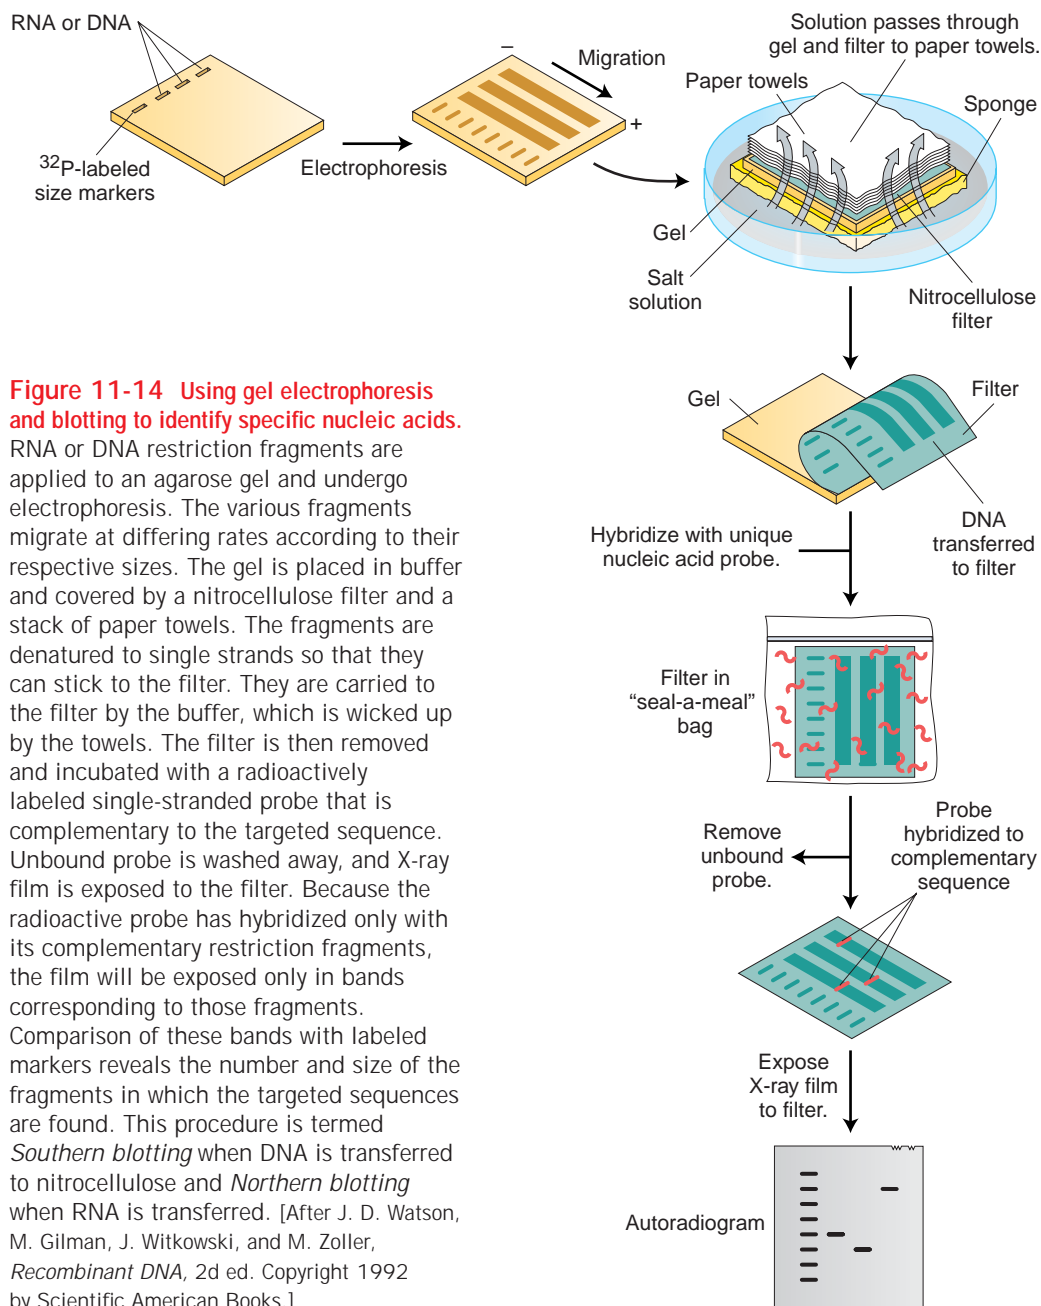 RNA or DNA
32P-labeled
size markers
Electrophoresis
–
Migration
+
Solution passes through
gel and filter to paper towels.
Paper towels
Sponge
Gel
Salt
solution
Nitrocellulose
filter
Figure 11-14 Using gel electrophoresis
and blotting to identify specific nucleic acids.
RNA or DNA restriction fragments are
applied to an agarose gel and undergo
electrophoresis. The various fragments
migrate at differing rates according to their
respective sizes. The gel is placed in buffer
and covered by a nitrocellulose filter and a
stack of paper towels. The fragments are
denatured to single strands so that they
can stick to the filter. They are carried to
the filter by the buffer, which is wicked up
by the towels. The filter is then removed
and incubated with a radioactively
labeled single-stranded probe that is
complementary to the targeted sequence.
Unbound probe is washed away, and X-ray
film is exposed to the filter. Because the
radioactive probe has hybridized only with
its complementary restriction fragments,
the film will be exposed only in bands
corresponding to those fragments.
Comparison of these bands with labeled
markers reveals the number and size of the
fragments in which the targeted sequences
are found. This procedure is termed
Southern blotting when DNA is transferred
to nitrocellulose and Northern blotting
when RNA is transferred. [After J. D. Watson,
M. Gilman, J. Witkowski, and M. Zoller,
Recombinant DNA, 2d ed. Copyright 1992
by Scientific American Books.]
Gel
Filter
DNA
transferred
to filter
Hybridize with unique
nucleic acid probe.
Filter in
“seal-a-meal”
bag
Remove
unbound
probe.
Probe
hybridized to
complementary
sequence
Expose
X-ray film
to filter.
Autoradiogram